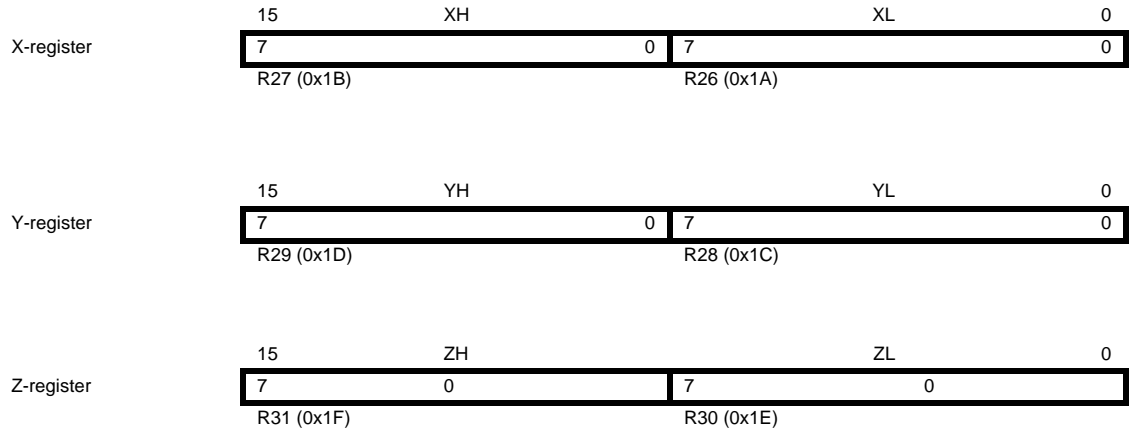 15 XH XL 0
X-register 7 0 7 0
R27 (0x1B) R26 (0x1A)
15 YH YL 0
Y-register 7 0 7 0
R29 (0x1D) R28 (0x1C)
15 ZH ZL 0
Z-register 7 0 7 0
R31 (0x1F) R30 (0x1E)